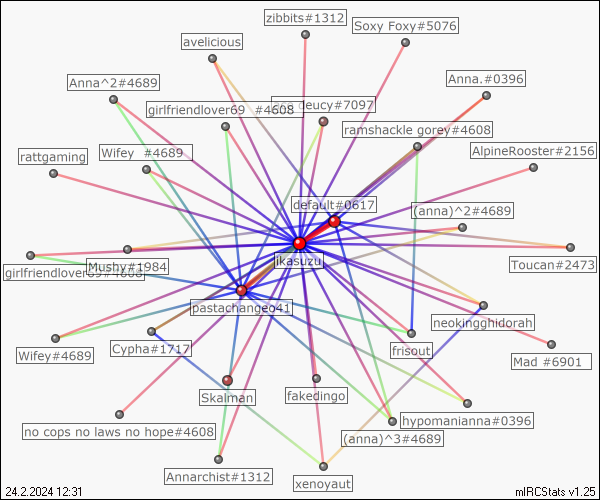 zibbits#1312
Soxy Foxy#5076
avelicious
Anna^2#4689
Anna.#0396
girlfriendlover69 #4608
deucy#7097
ramshackle gorey#4608
rattgaming
Wifey #4689
AlpineRooster#2156
default#0617
(anna)^2#4689
ikasuzu
Toucan#2473
Mushy#1984
pastachangeo41
neokingghidorah
Wifey#4689
Cypha#1717
frisout
Mad #6901
Skalman
fakedingo
hypomanianna#0396
no cops no laws no hope#4608
(anna)^3#4689
Annarchist#1312
xenoyaut
24.2.2024 12:31
mIRCStats v1.25